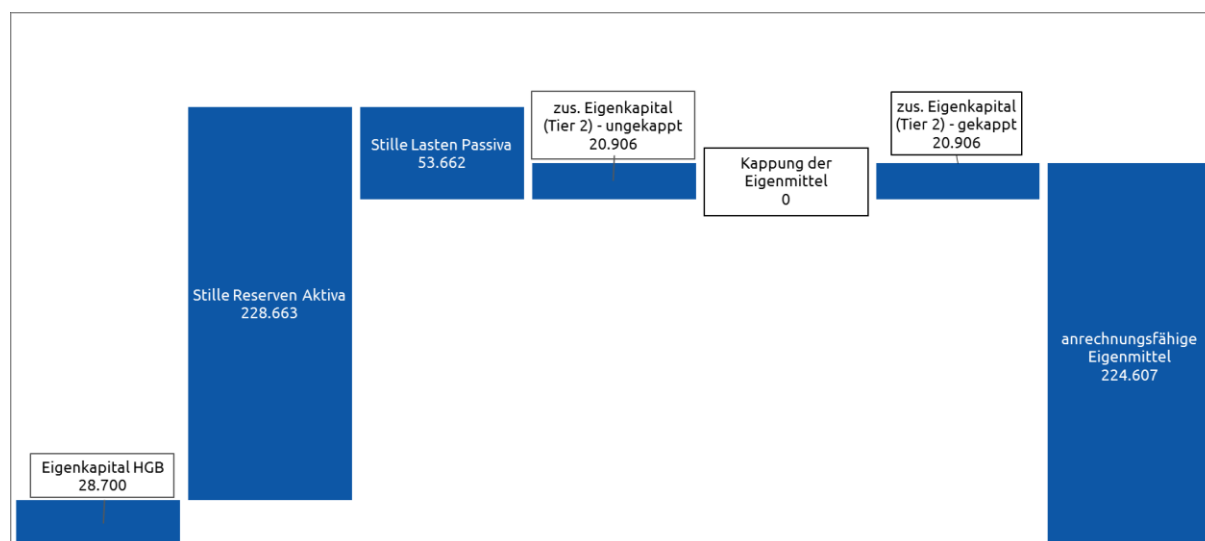 Eigenkapital HGB
28.700
Stille Reserven Aktiva
228.663
Stille Lasten Passiva
53.662
zus. Eigenkapital
(Tier 2) - ungekappt
20.906
Kappung der
Eigenmittel
0
zus. Eigenkapital
(Tier 2) - gekappt
20.906
anrechnungsfähige
Eigenmittel
224.607